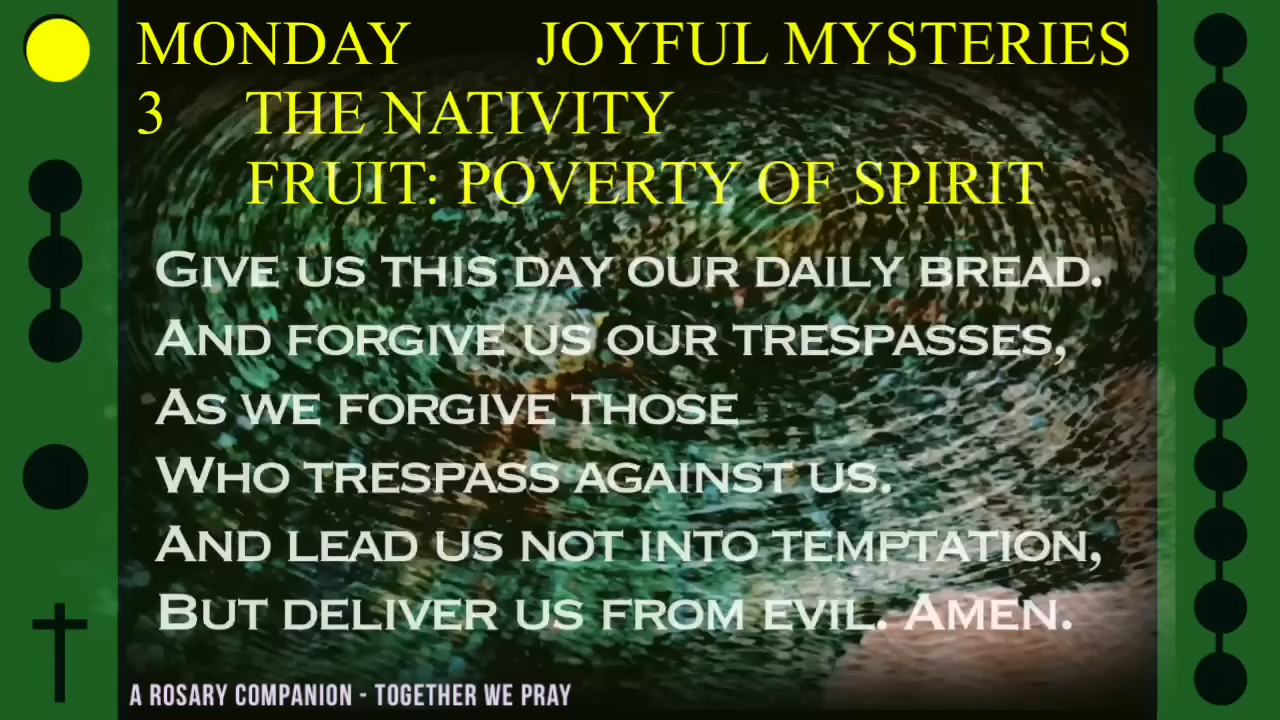 MONDAY JOYFUL MYSTERIES
3 THE NATIVITY
FRUIT: POVERTY OF SPIRIT
GIVE US THIS DAY OUR DAILY BREAD.
AND FORGIVE US OUR TRESPASSES,
AS WE FORGIVE THOSE
WHO TRESPASS AGAINST US.
AND LEAD US NOT INTO TEMPTATION,
BUT DELIVER US FROM EVIL. AMEN.
A ROSARY COMPANION - TOGETHER WE PRAY